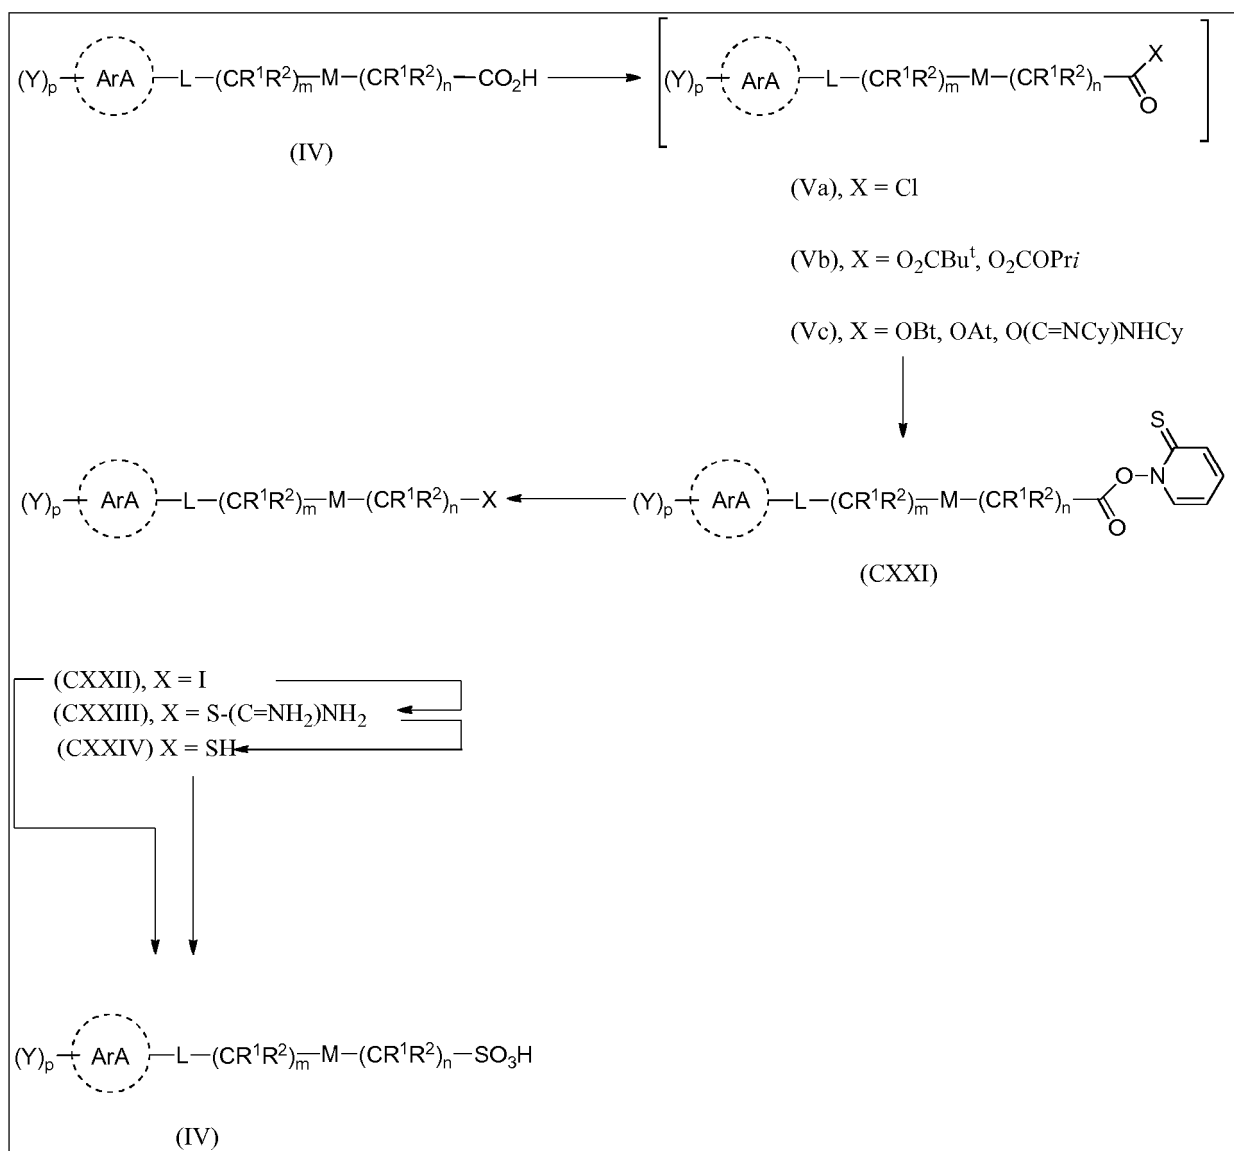 (Y)p ArA L (CR¹R²)m M (CR¹R²)n CO₂H
(IV)
(Y)p ArA L (CR¹R²)m M (CR¹R²)n X O
(Va), X = Cl
(Vb), X = O₂CBuᵗ, O₂COPri
(Vc), X = OBt, OAt, O(C=NCy)NHCy
(Y)p ArA L (CR¹R²)m M (CR¹R²)n X
(Y)p ArA L (CR¹R²)m M (CR¹R²)n O O N S
(CXXI)
(CXXII), X = I
(CXXIII), X = S-(C=NH₂)NH₂
(CXXIV) X = SH
(Y)p ArA L (CR¹R²)m M (CR¹R²)n SO₃H
(IV)